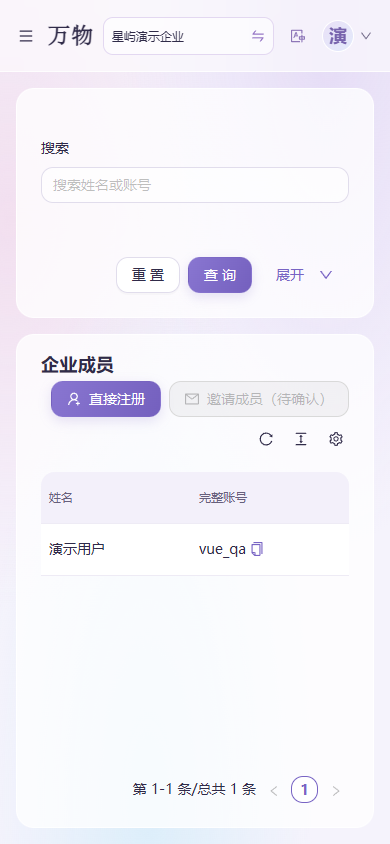 万物
星屿演示企业
演
搜索
搜索姓名或账号
重 置
查 询
展开
企业成员
直接注册
邀请成员（待确认）
姓名 完整账号
演示用户 vue_qa
第 1-1 条/总共 1 条
1